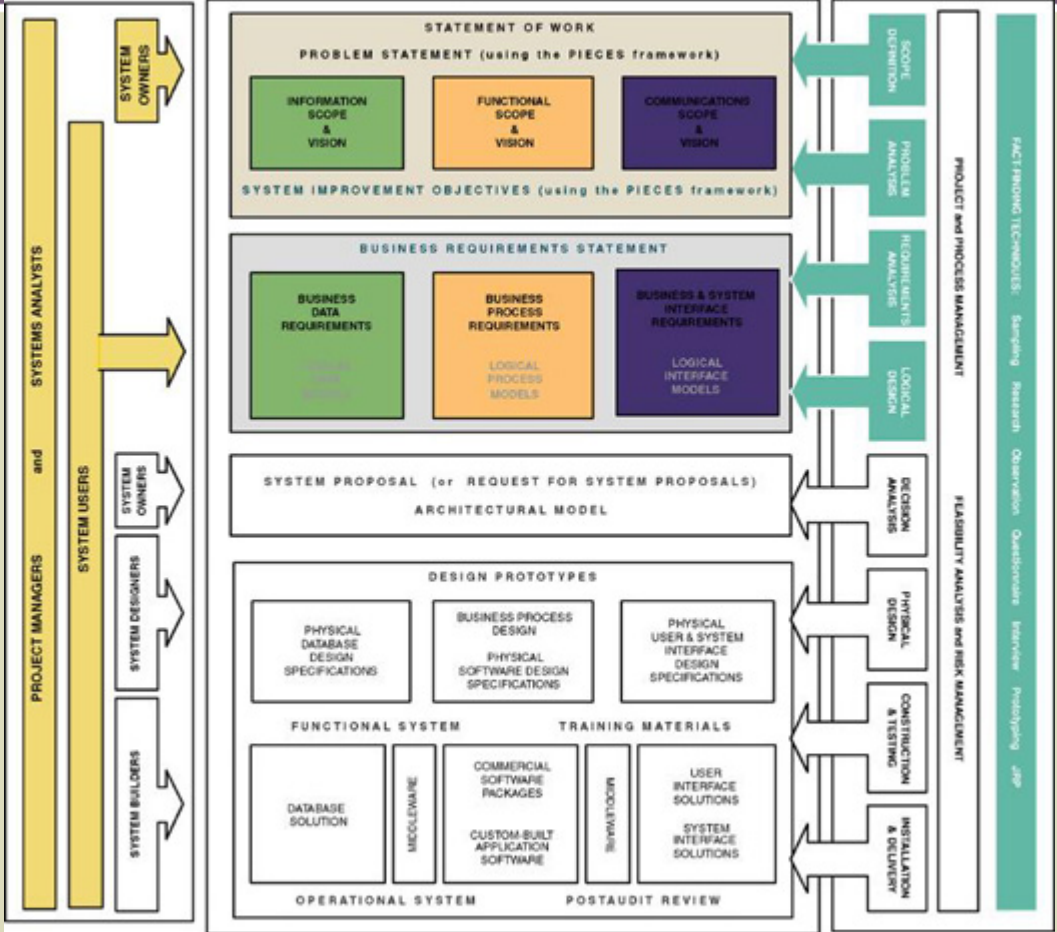 SYSTEM
OWNERS
SYSTEMS ANALYSTS
and
PROJECT MANAGERS
SYSTEM USERS
SYSTEM
OWNERS
SYSTEM DESIGNERS
SYSTEM BUILDERS
STATEMENT OF WORK
PROBLEM STATEMENT (using the PIECES framework)
INFORMATION
SCOPE
&
VISION
FUNCTIONAL
SCOPE
&
VISION
COMMUNICATIONS
SCOPE
&
VISION
SYSTEM IMPROVEMENT OBJECTIVES (using the PIECES framework)
BUSINESS REQUIREMENTS STATEMENT
BUSINESS
DATA
REQUIREMENTS
LOGICAL
DATA
MODELS
BUSINESS
PROCESS
REQUIREMENTS
LOGICAL
PROCESS
MODELS
BUSINESS & SYSTEM
INTERFACE
REQUIREMENTS
LOGICAL
INTERFACE
MODELS
SYSTEM PROPOSAL (or REQUEST FOR SYSTEM PROPOSALS)
ARCHITECTURAL MODEL
DESIGN PROTOTYPES
PHYSICAL
DATABASE
DESIGN
SPECIFICATIONS
BUSINESS PROCESS
DESIGN
PHYSICAL
SOFTWARE DESIGN
SPECIFICATIONS
PHYSICAL
USER & SYSTEM
INTERFACE
DESIGN
SPECIFICATIONS
FUNCTIONAL SYSTEM
TRAINING MATERIALS
DATABASE
SOLUTION
MIDDLEWARE
COMMERCIAL
SOFTWARE
PACKAGES
CUSTOM-BUILT
APPLICATION
SOFTWARE
MIDDLEWARE
USER
INTERFACE
SOLUTIONS
SYSTEM
INTERFACE
SOLUTIONS
OPERATIONAL SYSTEM
POSTAUDIT REVIEW
SCOPE
DEFINITION
PROBLEM
ANALYSIS
REQUIREMENTS
ANALYSIS
LOGICAL
DESIGN
DECISION
ANALYSIS
PHYSICAL
DESIGN
CONSTRUCTION
& TESTING
INSTALLATION
& DELIVERY
PROJECT and PROCESS MANAGEMENT
FEASIBILITY ANALYSIS and RISK MANAGEMENT
FACT-FINDING TECHNIQUES: Sampling Research Observation Questionnaire Interview Prototyping JRP